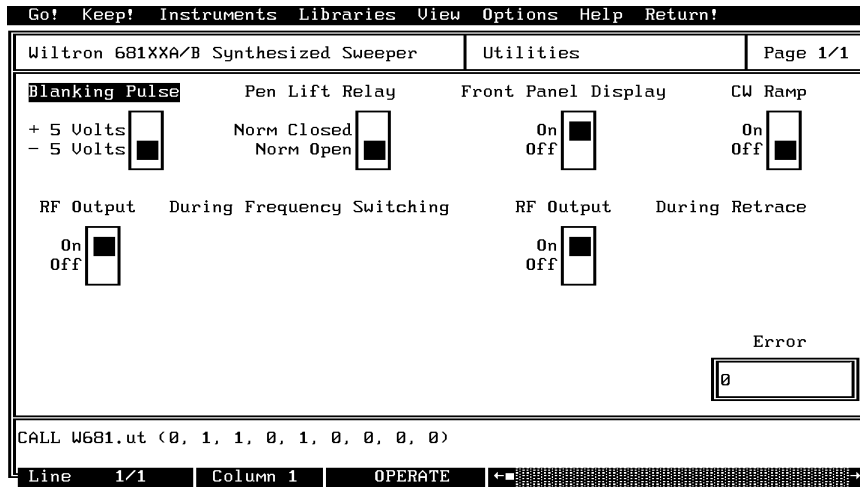 Go! Keep! Instruments Libraries View Options Help Return!
Wiltron 681XXA/B Synthesized Sweeper Utilities Page 1/1
Blanking Pulse Pen Lift Relay Front Panel Display CW Ramp
+ 5 Volts Norm Closed On On
- 5 Volts Norm Open Off Off
RF Output During Frequency Switching RF Output During Retrace
On On
Off Off
Error
0
CALL W681.ut (0, 1, 1, 0, 1, 0, 0, 0, 0)
Line 1/1 Column 1 OPERATE